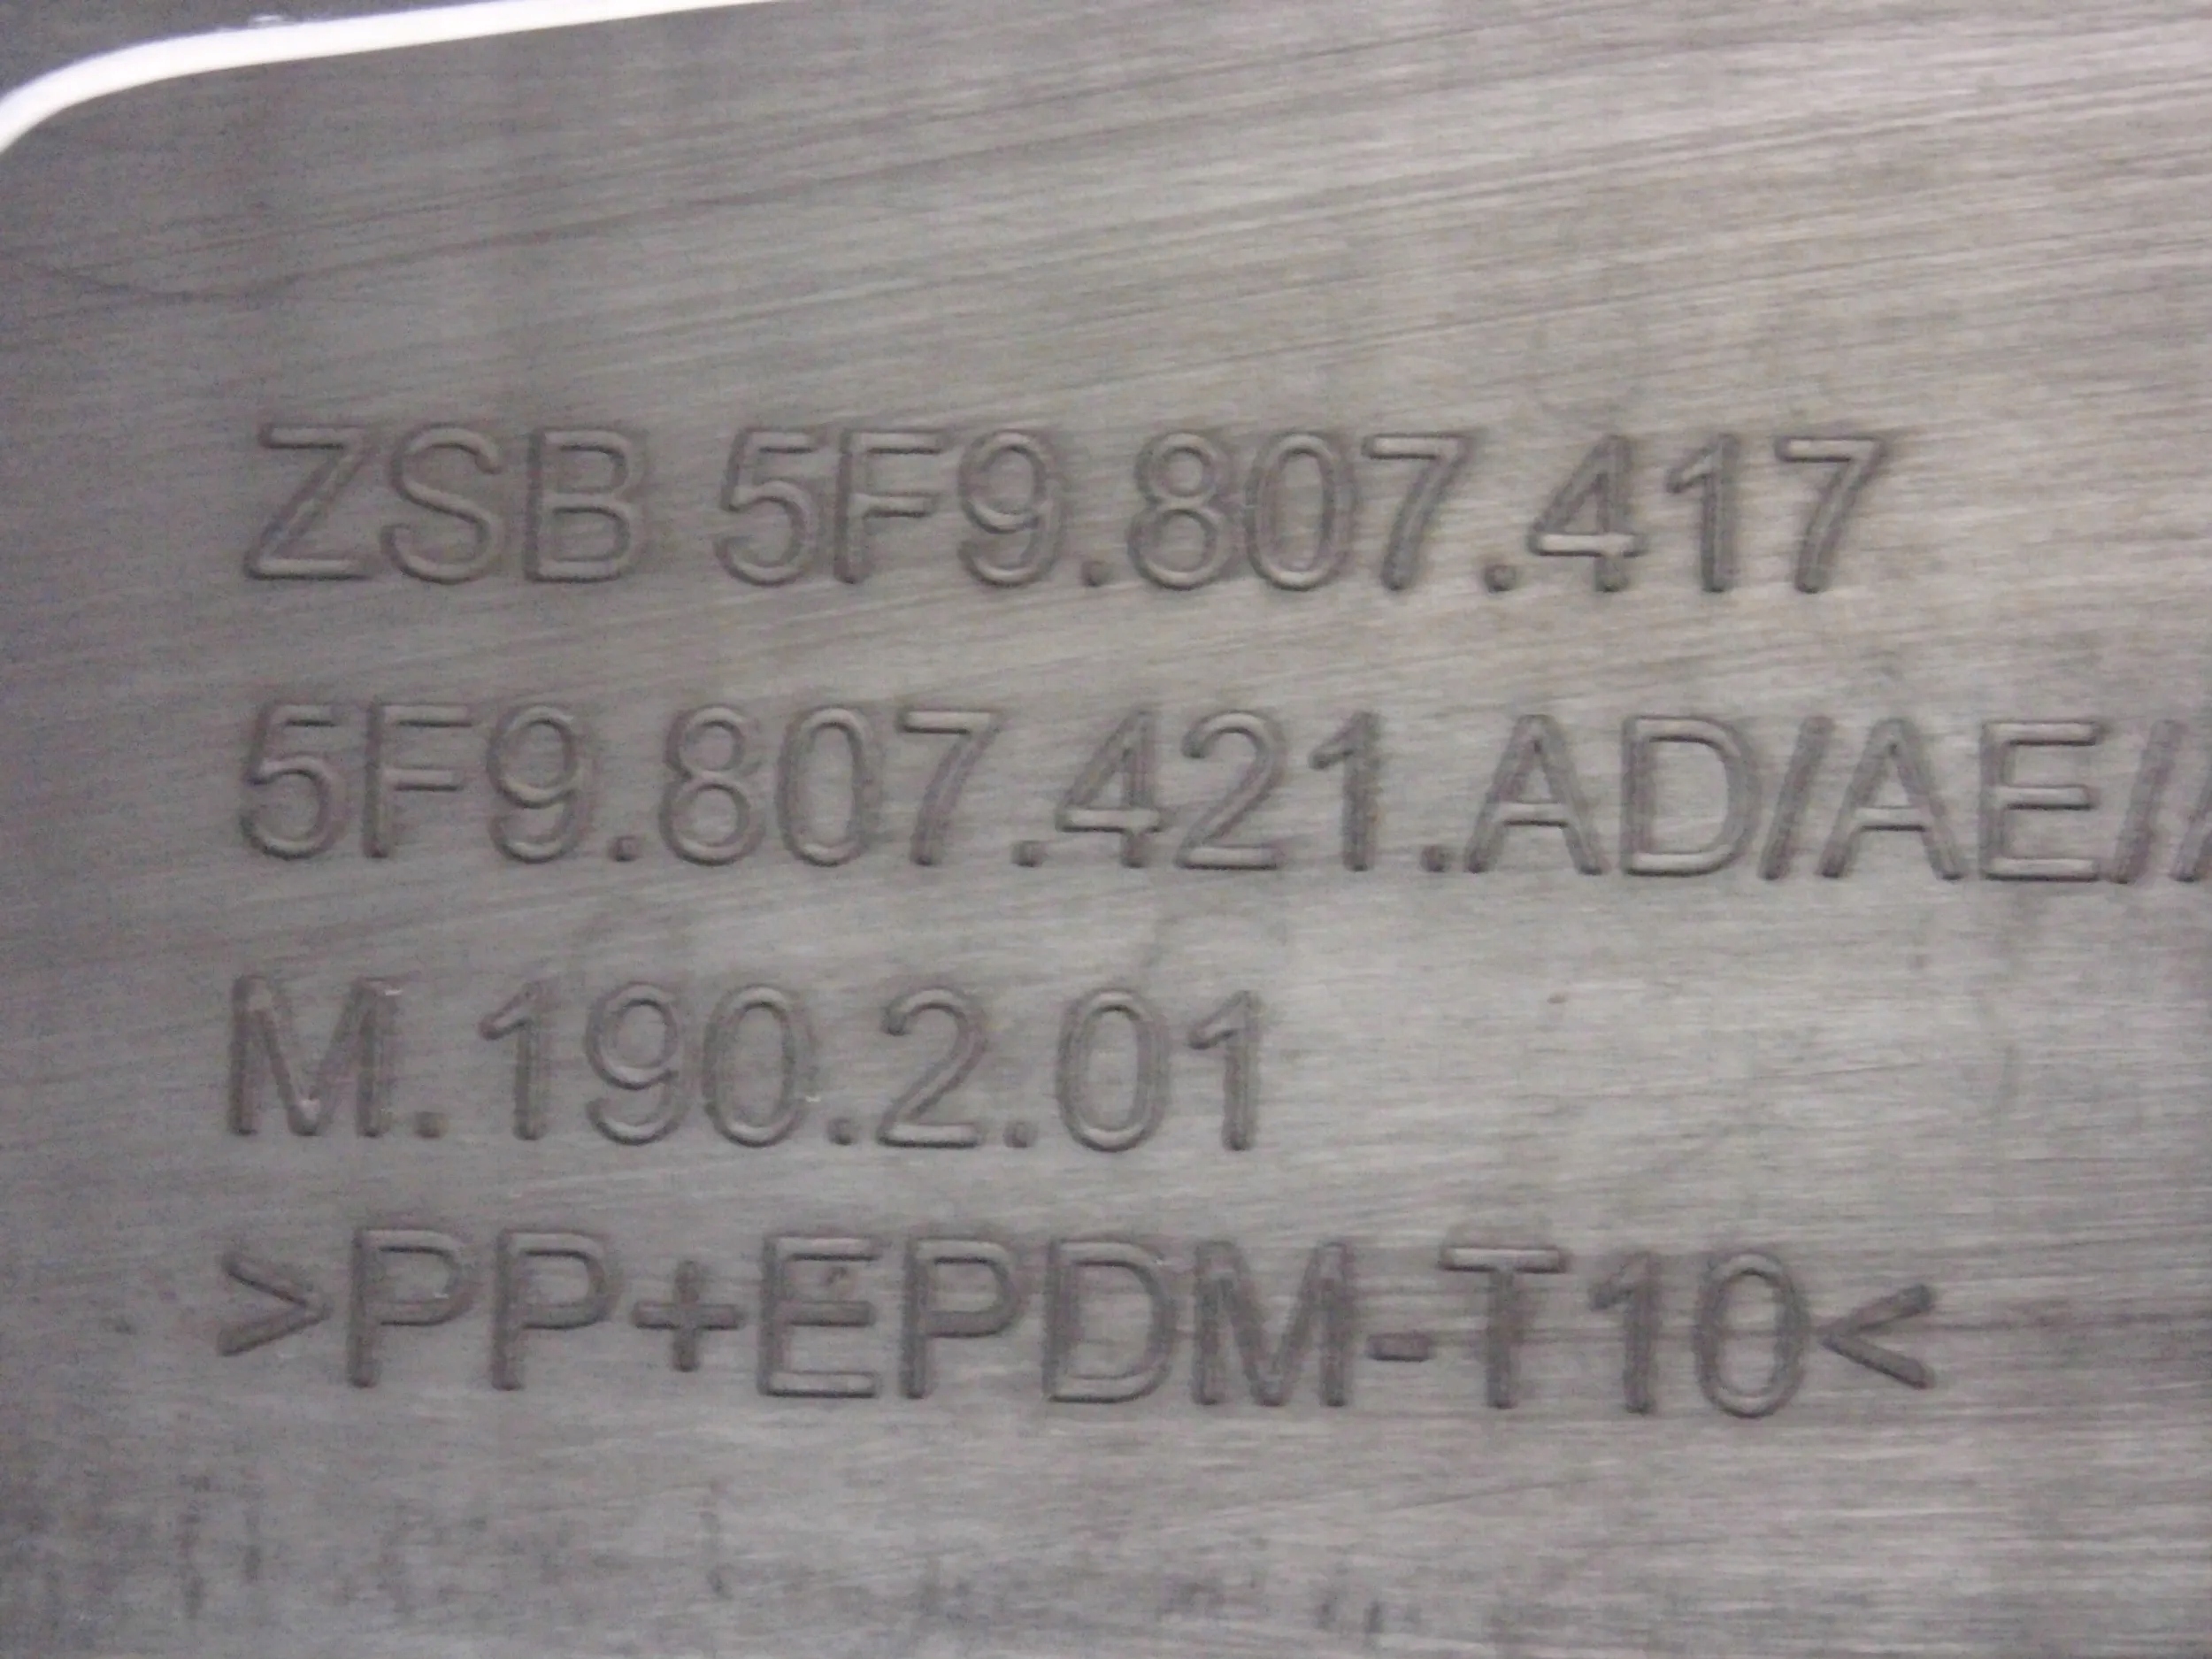 ZSB 5F9.807.417
5F9.807.421.AD/AE/
M.190.2.01
>PP+EPDM-T10<